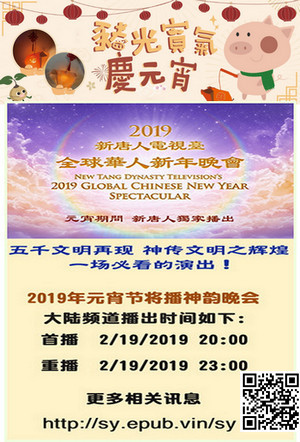 豬光寶氣
慶元宵
2019
新唐人電視臺
全球華人新年晚會
NEW TANG DYNASTY TELEVISION'S
2019 GLOBAL CHINESE NEW YEAR
SPECTACULAR
元宵期間 新唐人獨家播出
五千文明再现 神传文明之辉煌
一场必看的演出！
2019年元宵节将播神韵晚会
大陆频道播出时间如下：
首播 2/19/2019 20:00
重播 2/19/2019 23:00
更多相关讯息
http://sy.epub.vin/sy